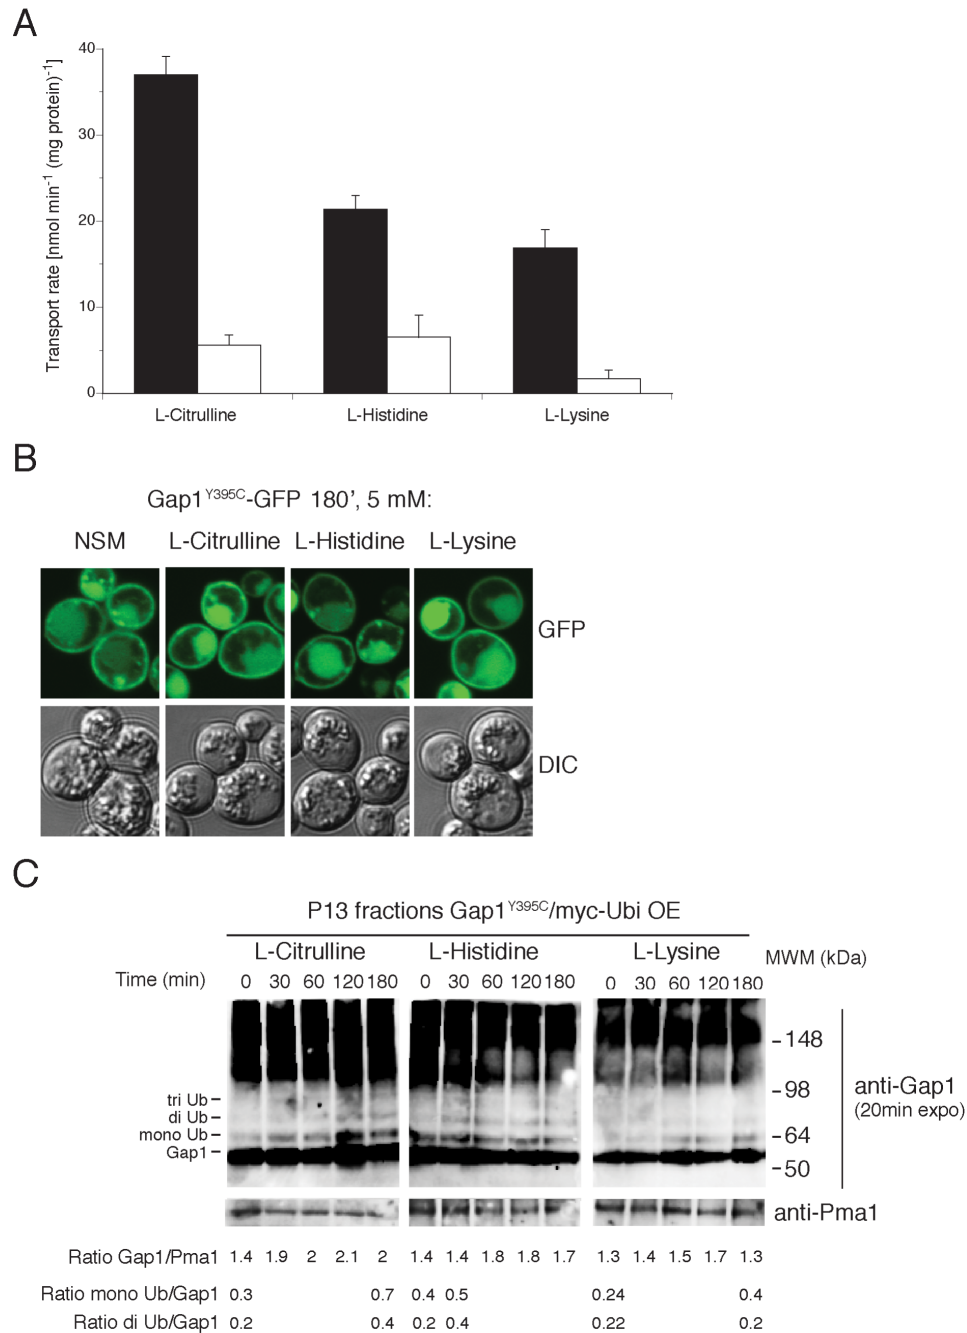 A
Transport rate [nmol min-1 (mg protein)-1]
40
30
20
10
0
L-Citrulline
L-Histidine
L-Lysine
B
Gap1Y395C-GFP 180', 5 mM:
NSM L-Citrulline L-Histidine L-Lysine
GFP
DIC
C
P13 fractions Gap1Y395C/myc-Ubi OE
L-Citrulline L-Histidine L-Lysine MWM (kDa)
Time (min) 0 30 60 120 180 0 30 60 120 180 0 30 60 120 180
-148
-98
-64
-50
tri Ub
di Ub
mono Ub
Gap1
anti-Gap1
(20min expo)
anti-Pma1
Ratio Gap1/Pma1 1.4 1.9 2 2.1 2 1.4 1.4 1.8 1.8 1.7 1.3 1.4 1.5 1.7 1.3
Ratio mono Ub/Gap1 0.3 0.7 0.4 0.5 0.24 0.4
Ratio di Ub/Gap1 0.2 0.4 0.2 0.4 0.22 0.2